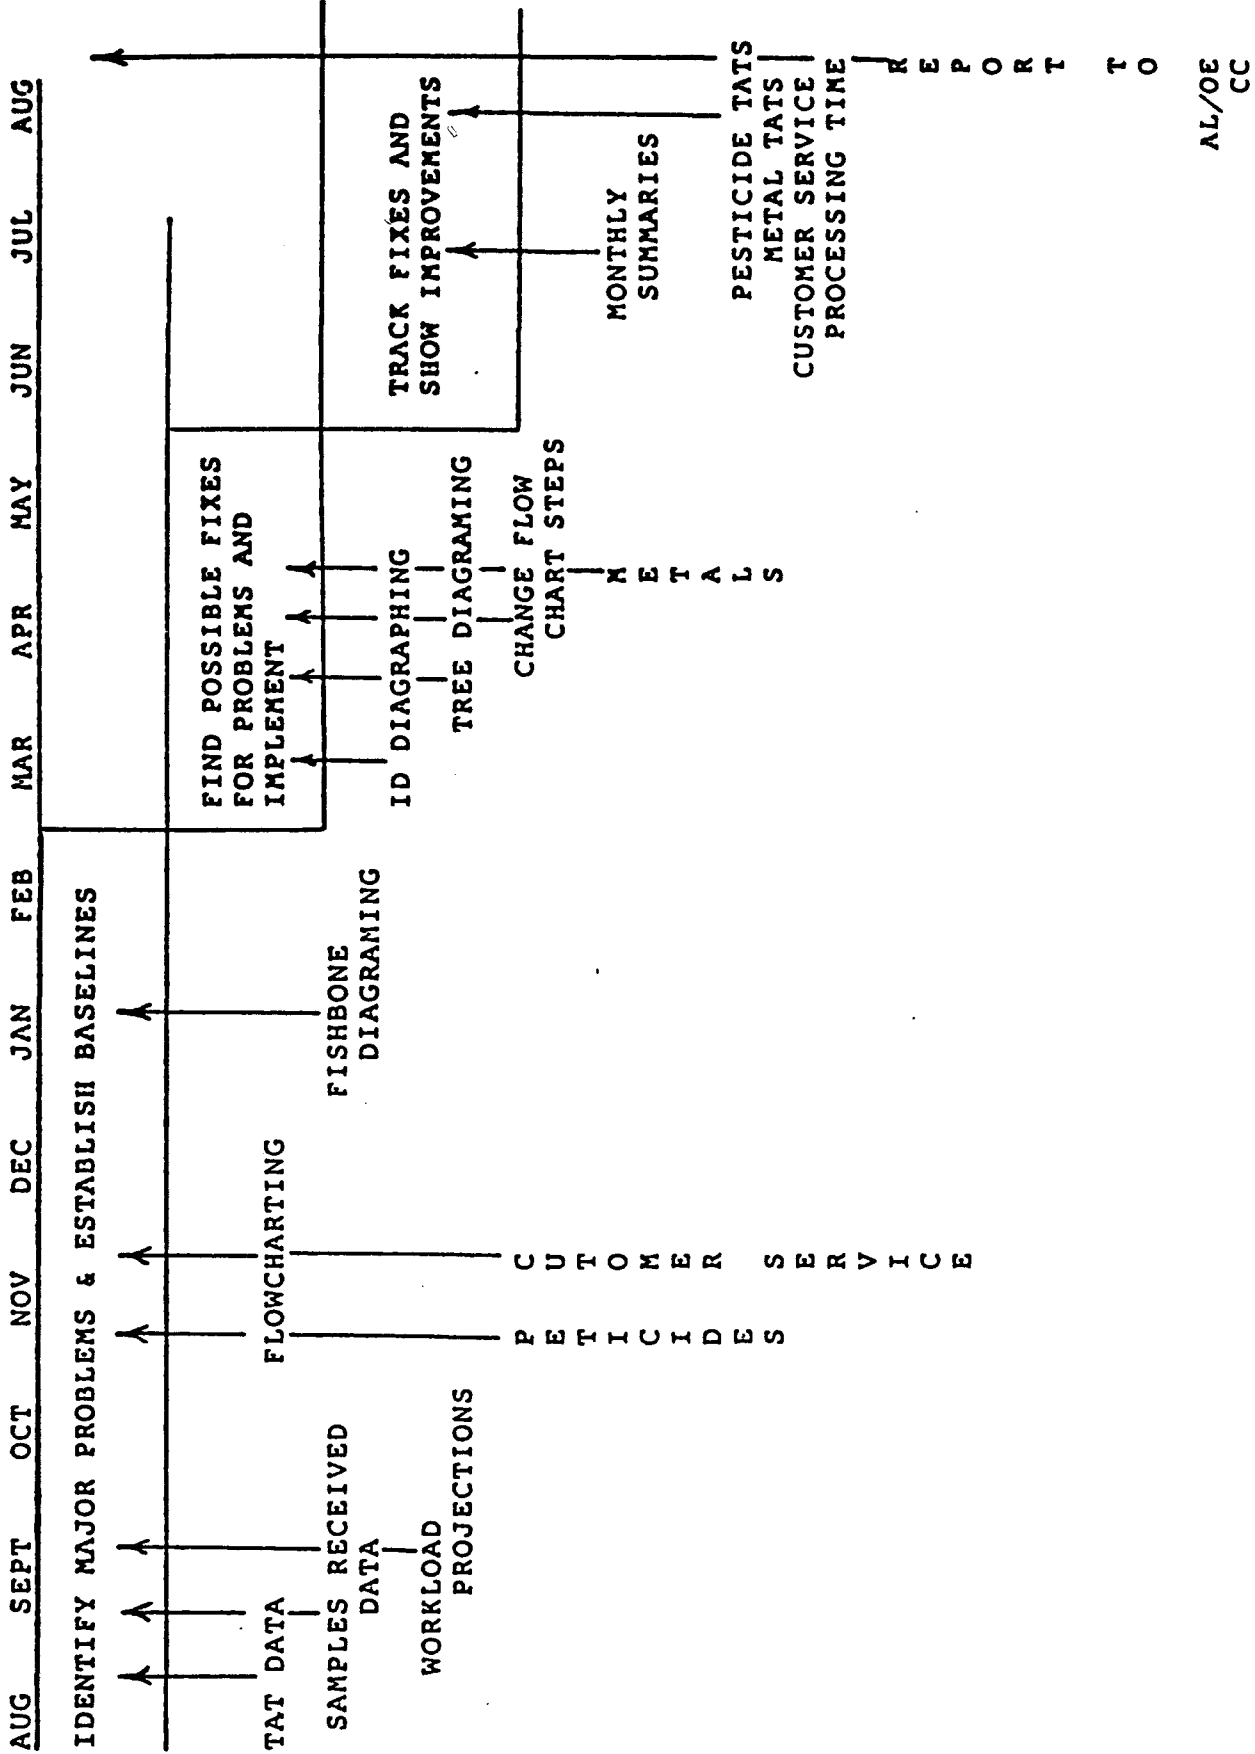 AUG SEPT OCT NOV DEC JAN FEB MAR APR MAY JUN JUL AUG
IDENTIFY MAJOR PROBLEMS & ESTABLISH BASELINES
TAT DATA
SAMPLES RECEIVED
DATA
WORKLOAD
PROJECTIONS
FLOWCHARTING
PETICIDES
CUTOMER SERVICE
FISHBONE
DIAGRAMING
FIND POSSIBLE FIXES
FOR PROBLEMS AND
IMPLEMENT
ID DIAGRAPHING
TREE DIAGRAMING
CHANGE FLOW
CHART STEPS
METALS
TRACK FIXES AND
SHOW IMPROVEMENTS
MONTHLY
SUMMARIES
PESTICIDE TATS
METAL TATS
CUSTOMER SERVICE
PROCESSING TIME
REPORT TO
AL/OE
CC